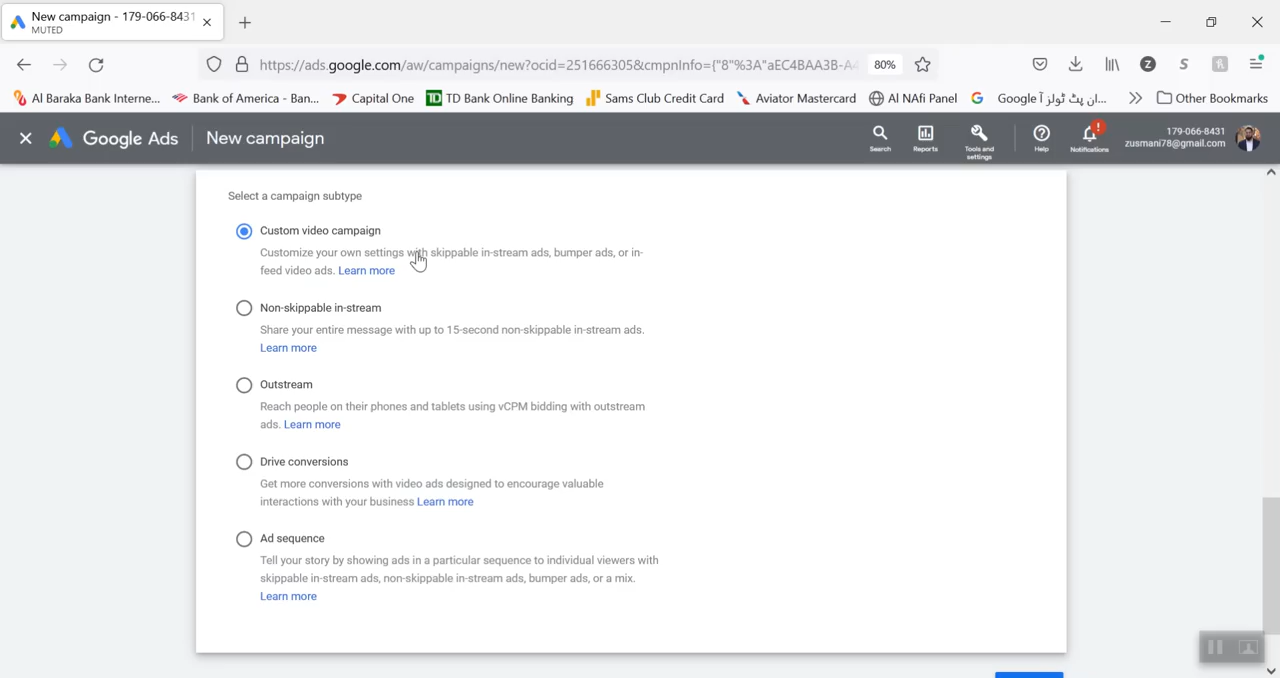 New campaign - 179-066-8431
MUTED
https://ads.google.com/aw/campaigns/new?ocid=251666305&cmpnInfo={"8"%3A"aEC4BAA3B-A
80%
Al Baraka Bank Interne...
Bank of America - Ban...
Capital One
TD Bank Online Banking
Sams Club Credit Card
Aviator Mastercard
Al NAfi Panel
Google ان پٹ ٹولز آ...
Other Bookmarks
Google Ads
New campaign
Search
Reports
Tools and
settings
Help
Notifications
179-066-8431
zusmani78@gmail.com
Select a campaign subtype
Custom video campaign
Customize your own settings with skippable in-stream ads, bumper ads, or in-
feed video ads. Learn more
Non-skippable in-stream
Share your entire message with up to 15-second non-skippable in-stream ads.
Learn more
Outstream
Reach people on their phones and tablets using vCPM bidding with outstream
ads. Learn more
Drive conversions
Get more conversions with video ads designed to encourage valuable
interactions with your business Learn more
Ad sequence
Tell your story by showing ads in a particular sequence to individual viewers with
skippable in-stream ads, non-skippable in-stream ads, bumper ads, or a mix.
Learn more